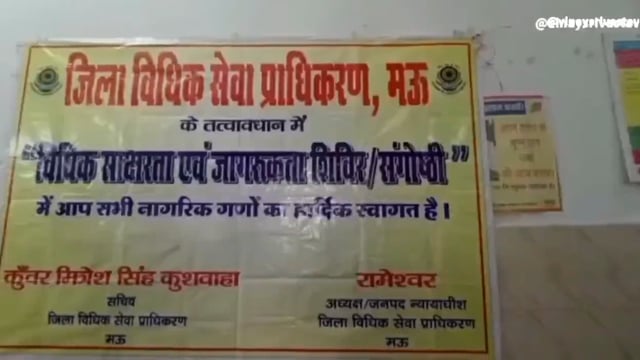 जिला विधिक सेवा प्राधिकरण, मऊ
के तत्वावधान में
"विधिक साक्षरता एवं जागरूकता शिविर/संगोष्ठी"
में आप सभी नागरिक गणों का हार्दिक स्वागत है।
कुँवर मित्रेश सिंह कुशवाहा
सचिव
जिला विधिक सेवा प्राधिकरण
मऊ
रामेश्वर
अध्यक्ष/जनपद न्यायाधीश
जिला विधिक सेवा प्राधिकरण
मऊ